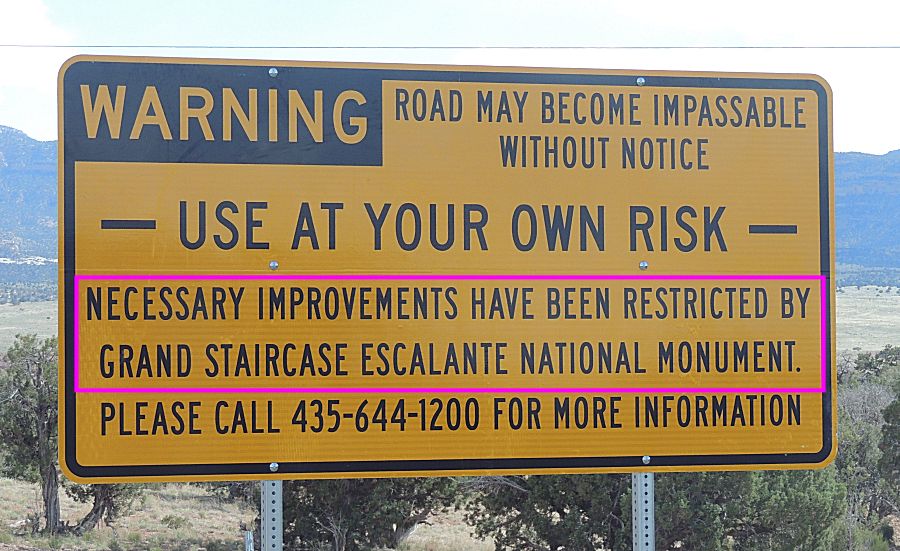 WARNING
ROAD MAY BECOME IMPASSABLE
WITHOUT NOTICE
— USE AT YOUR OWN RISK —
NECESSARY IMPROVEMENTS HAVE BEEN RESTRICTED BY
GRAND STAIRCASE ESCALANTE NATIONAL MONUMENT.
PLEASE CALL 435-644-1200 FOR MORE INFORMATION